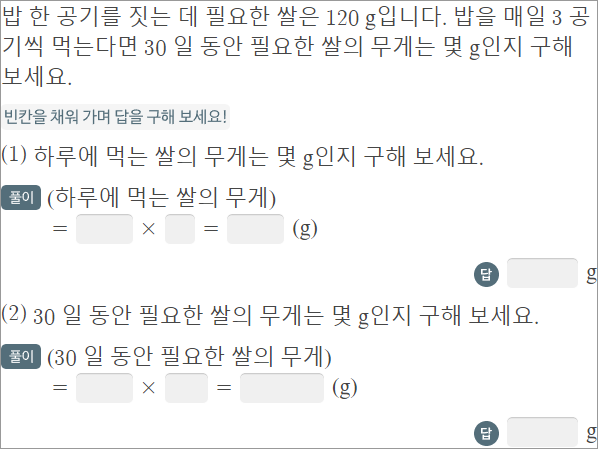 밥 한 공기를 짓는 데 필요한 쌀은 120 g입니다. 밥을 매일 3 공
기씩 먹는다면 30 일 동안 필요한 쌀의 무게는 몇 g인지 구해
보세요.
빈칸을 채워 가며 답을 구해 보세요!
(1) 하루에 먹는 쌀의 무게는 몇 g인지 구해 보세요.
풀이 (하루에 먹는 쌀의 무게)
= × = (g)
답 g
(2) 30 일 동안 필요한 쌀의 무게는 몇 g인지 구해 보세요.
풀이 (30 일 동안 필요한 쌀의 무게)
= × = (g)
답 g